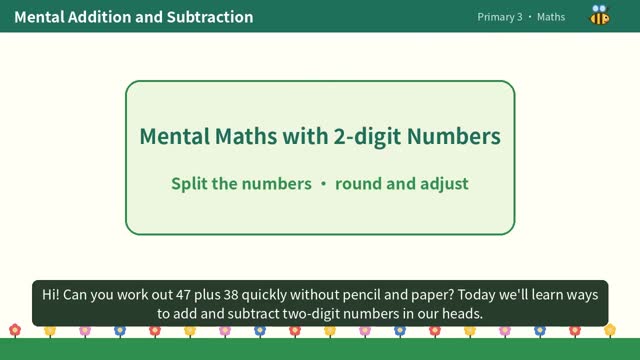 Mental Addition and Subtraction
Primary 3 • Maths
Mental Maths with 2-digit Numbers
Split the numbers • round and adjust
Hi! Can you work out 47 plus 38 quickly without pencil and paper? Today we'll learn ways
to add and subtract two-digit numbers in our heads.